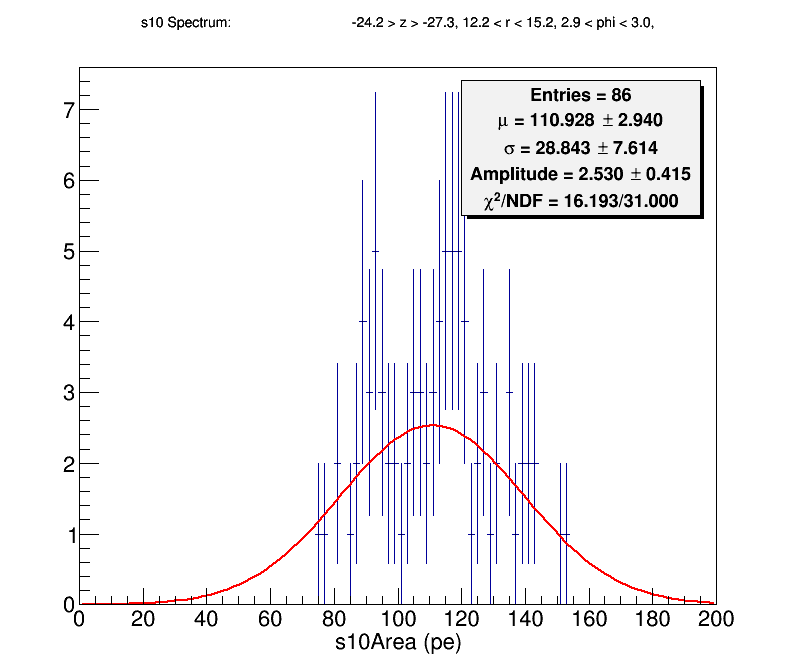 s10 Spectrum: -24.2 > z > -27.3, 12.2 < r < 15.2, 2.9 < phi < 3.0,
Entries = 86
μ = 110.928 ± 2.940
σ = 28.843 ± 7.614
Amplitude = 2.530 ± 0.415
χ²/NDF = 16.193/31.000
7
6
5
4
3
2
1
0
0 20 40 60 80 100 120 140 160 180 200
s10Area (pe)